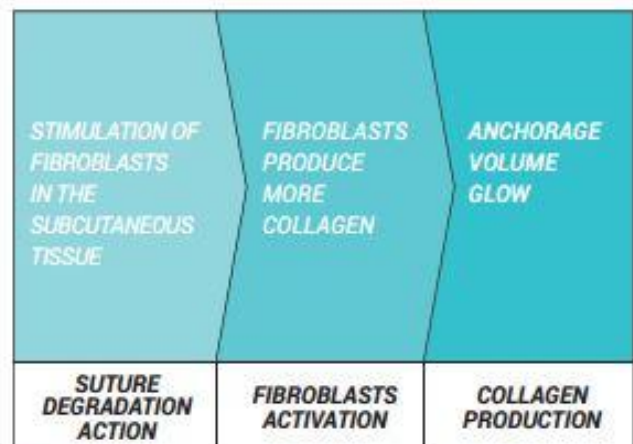 STIMULATION OF
FIBROBLASTS
IN THE
SUBCUTANEOUS
TISSUE
FIBROBLASTS
PRODUCE
MORE
COLLAGEN
ANCHORAGE
VOLUME
GLOW
SUTURE
DEGRADATION
ACTION
FIBROBLASTS
ACTIVATION
COLLAGEN
PRODUCTION